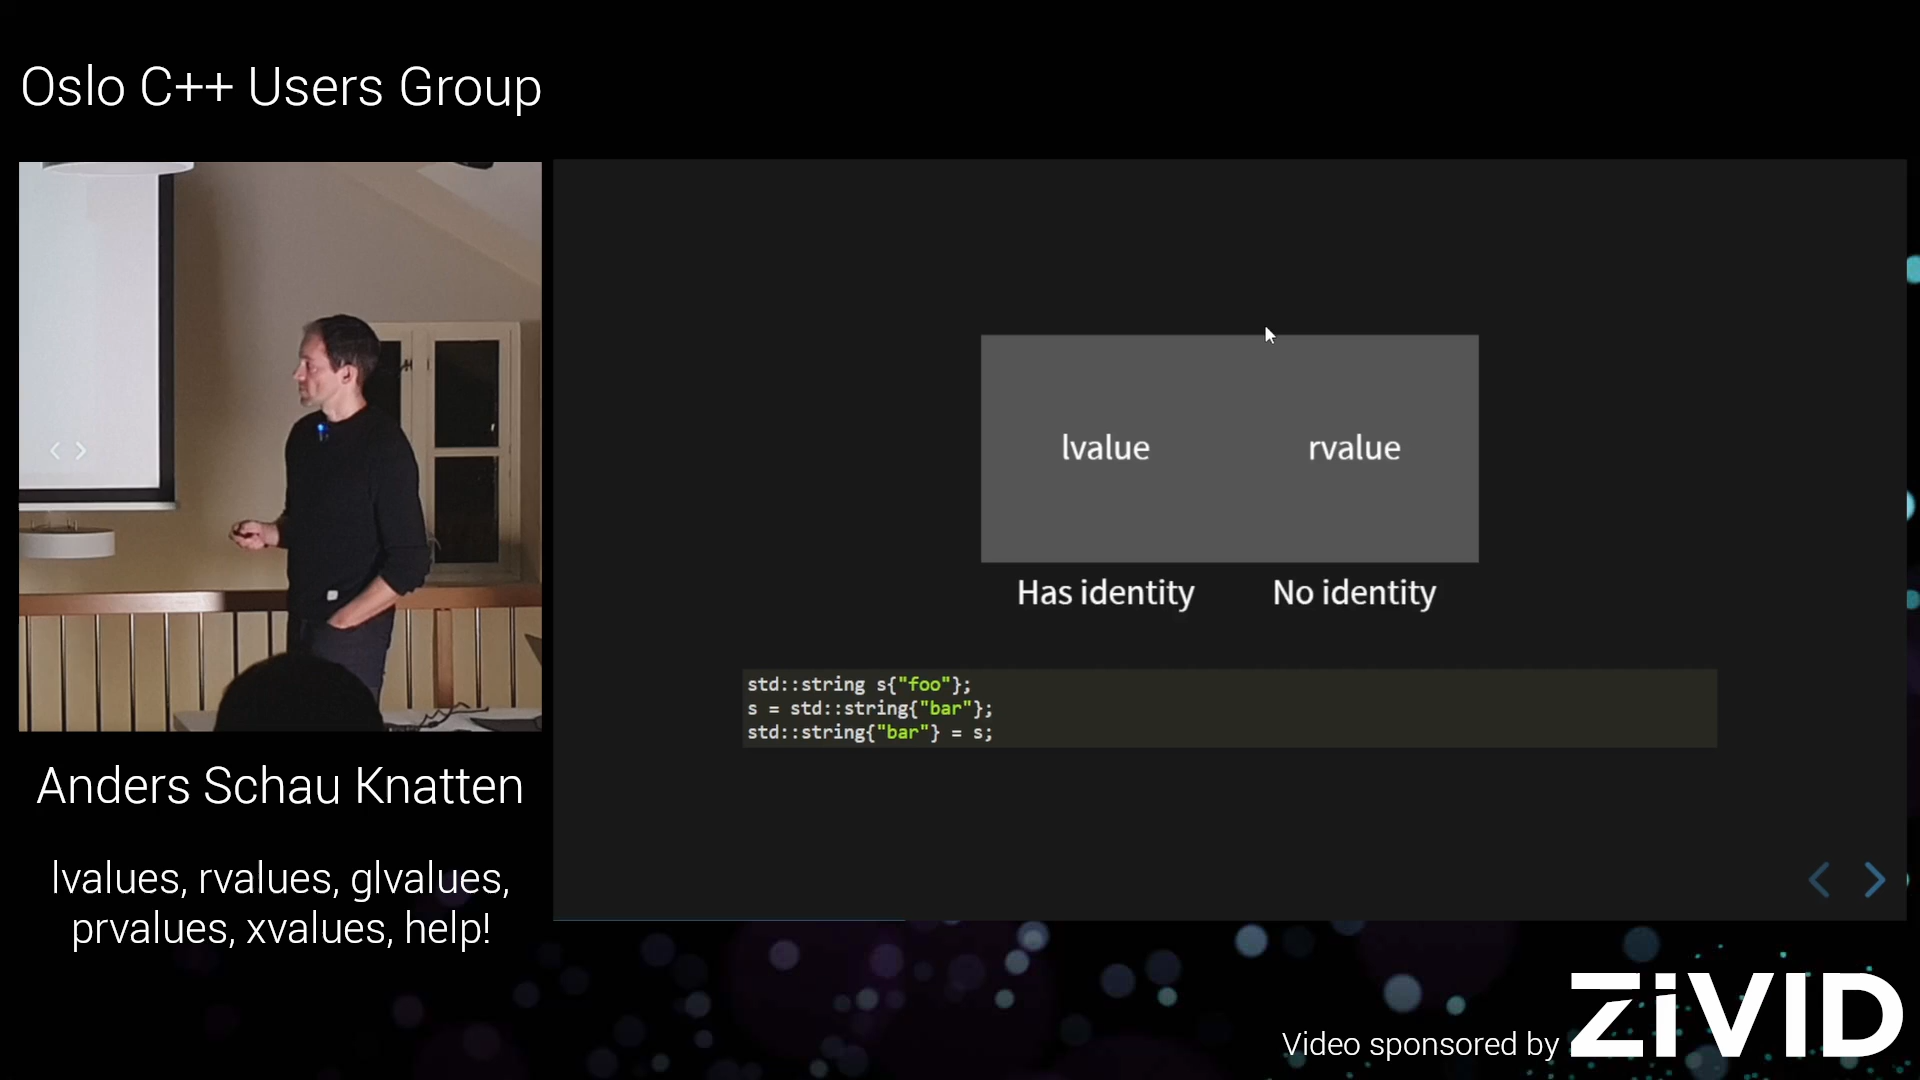 Oslo C++ Users Group
lvalue
rvalue
Has identity
No identity
std::string s{"foo"};
s = std::string{"bar"};
std::string{"bar"} = s;
Anders Schau Knatten
lvalues, rvalues, glvalues,
prvalues, xvalues, help!
Video sponsored by ZiVID